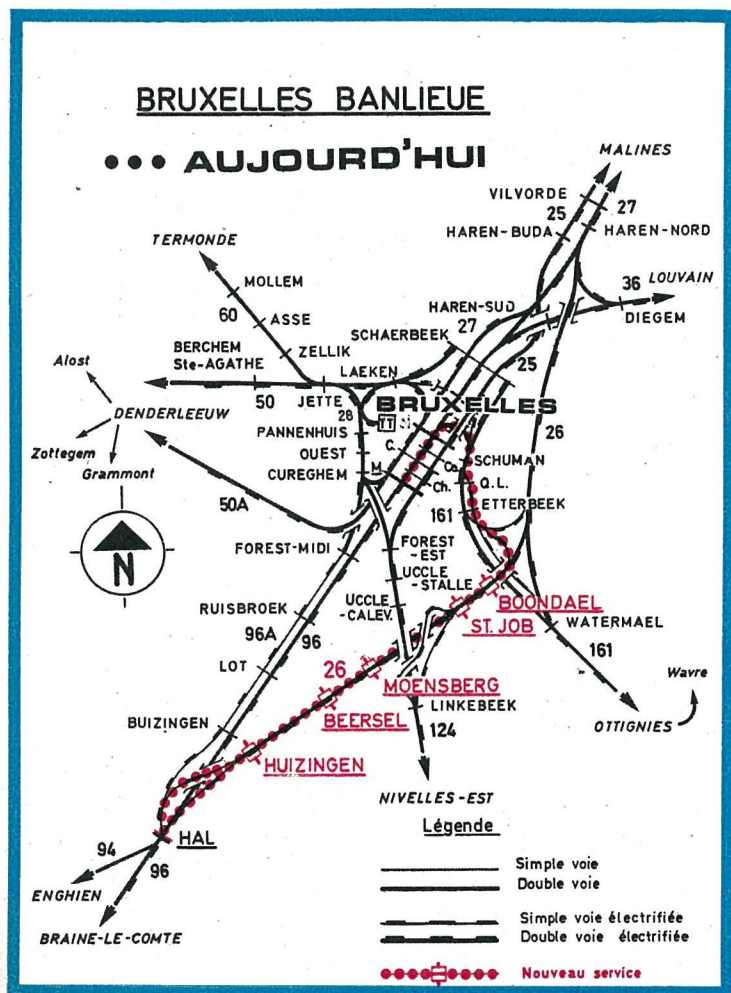 BRUXELLES BANLIEUE
••• AUJOURD'HUI
MALINES
VILVORDE
25
27
HAREN-BUDA
HAREN-NORD
TERMONDE
36
LOUVAIN
MOLLEM
HAREN-SUD
DIEGEM
60
ASSE
SCHAERBEEK
27
ZELLIK
25
Alost
BERCHEM
Ste-AGATHE
LAEKEN
50
JETTE
28
BRUXELLES
DENDERLEEUW
TT
PANNENHUIS
C.
26
Zottegem
OUEST
Co.
SCHUMAN
Grammont
CUREGHEM
M.
Ch.
Q.L.
ETTERBEEK
50A
161
N
FOREST-MIDI
FOREST
-EST
UCCLE
-STALLE
BOONDAEL
RUISBROEK
UCCLE
-CALEV.
ST. JOB
WATERMAEL
96A
96
161
LOT
26
Wavre
MOENSBERG
LINKEBEEK
BUIZINGEN
BEERSEL
OTTIGNIES
124
HUIZINGEN
NIVELLES-EST
HAL
Légende
94
96
Simple voie
Double voie
ENGHIEN
Simple voie électrifiée
BRAINE-LE-COMTE
Double voie électrifiée
Nouveau service